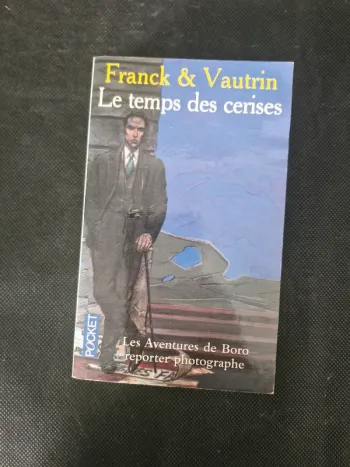 Franck & Vautrin
Le temps des cerises
Les Aventures de Boro
reporter photographe
POCKET